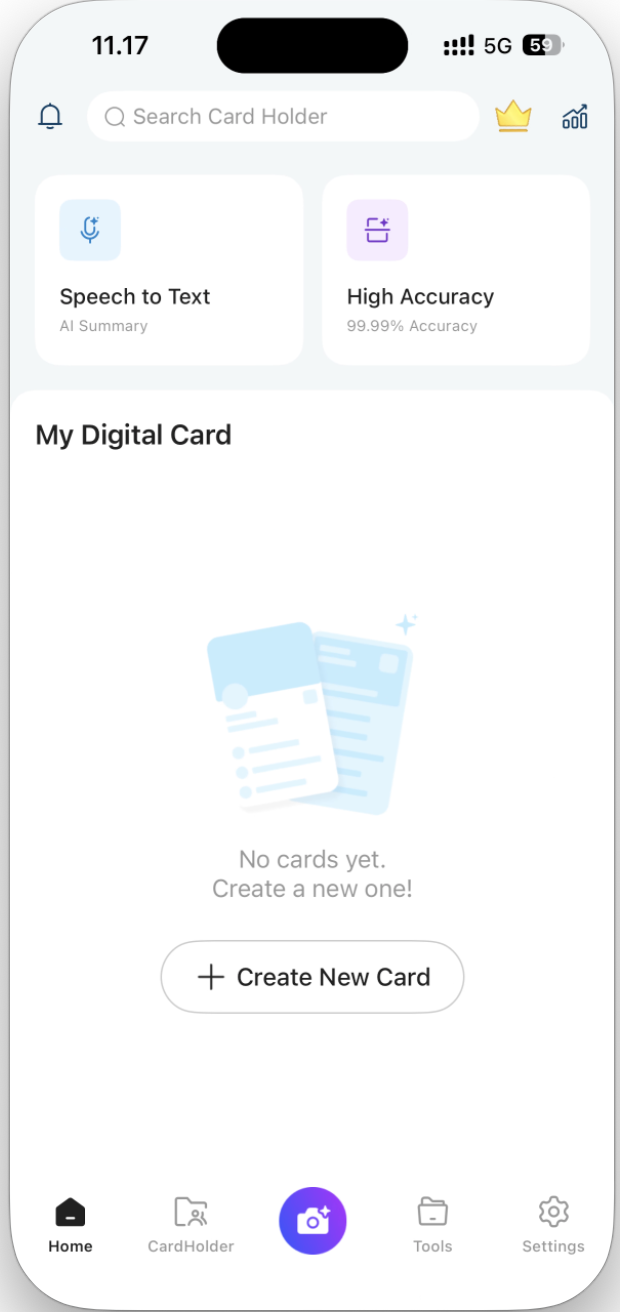 11.17
5G 59
Search Card Holder
Speech to Text
AI Summary
High Accuracy
99.99% Accuracy
My Digital Card
No cards yet.
Create a new one!
Create New Card
Home
CardHolder
Tools
Settings